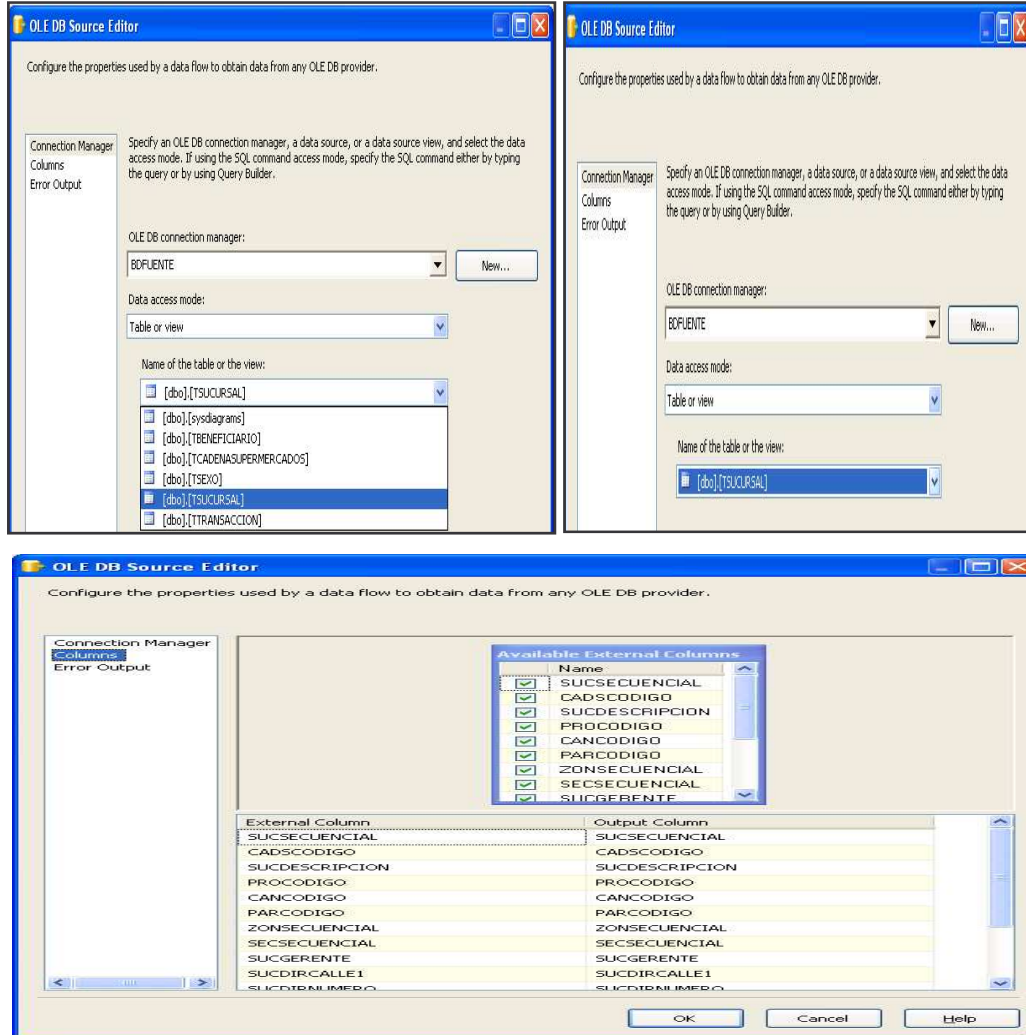 OLE DB Source Editor
Configure the properties used by a data flow to obtain data from any OLE DB provider.
Connection Manager
Columns
Error Output
Specify an OLE DB connection manager, a data source, or a data source view, and select the data
access mode. If using the SQL command access mode, specify the SQL command either by typing
the query or by using Query Builder.
OLE DB connection manager:
BDFUENTE
New...
Data access mode:
Table or view
Name of the table or the view:
[dbo].[TSUCURSAL]
[dbo].[sysdiagrams]
[dbo].[TBENEFICIARIO]
[dbo].[TCADENASUPERMERCADOS]
[dbo].[TSEXO]
[dbo].[TSUCURSAL]
[dbo].[TTRANSACCION]
OLE DB Source Editor
Configure the properties used by a data flow to obtain data from any OLE DB provider.
Connection Manager
Columns
Error Output
Specify an OLE DB connection manager, a data source, or a data source view, and select the data
access mode. If using the SQL command access mode, specify the SQL command either by typing
the query or by using Query Builder.
OLE DB connection manager:
BDFUENTE
New...
Data access mode:
Table or view
Name of the table or the view:
[dbo].[TSUCURSAL]
OLE DB Source Editor
Configure the properties used by a data flow to obtain data from any OLE DB provider.
Connection Manager
Columns
Error Output
Available External Columns
Name
SUCSECUENCIAL
CADSCODIGO
SUCDESCRIPCION
PROCODIGO
CANCODIGO
PARCODIGO
ZONSECUENCIAL
SECSECUENCIAL
SUCGERENTE
External Column Output Column
SUCSECUENCIAL SUCSECUENCIAL
CADSCODIGO CADSCODIGO
SUCDESCRIPCION SUCDESCRIPCION
PROCODIGO PROCODIGO
CANCODIGO CANCODIGO
PARCODIGO PARCODIGO
ZONSECUENCIAL ZONSECUENCIAL
SECSECUENCIAL SECSECUENCIAL
SUCGERENTE SUCGERENTE
SUCDIRCALLE1 SUCDIRCALLE1
SUCDIRNUMERO SUCDIRNUMERO
OK Cancel Help